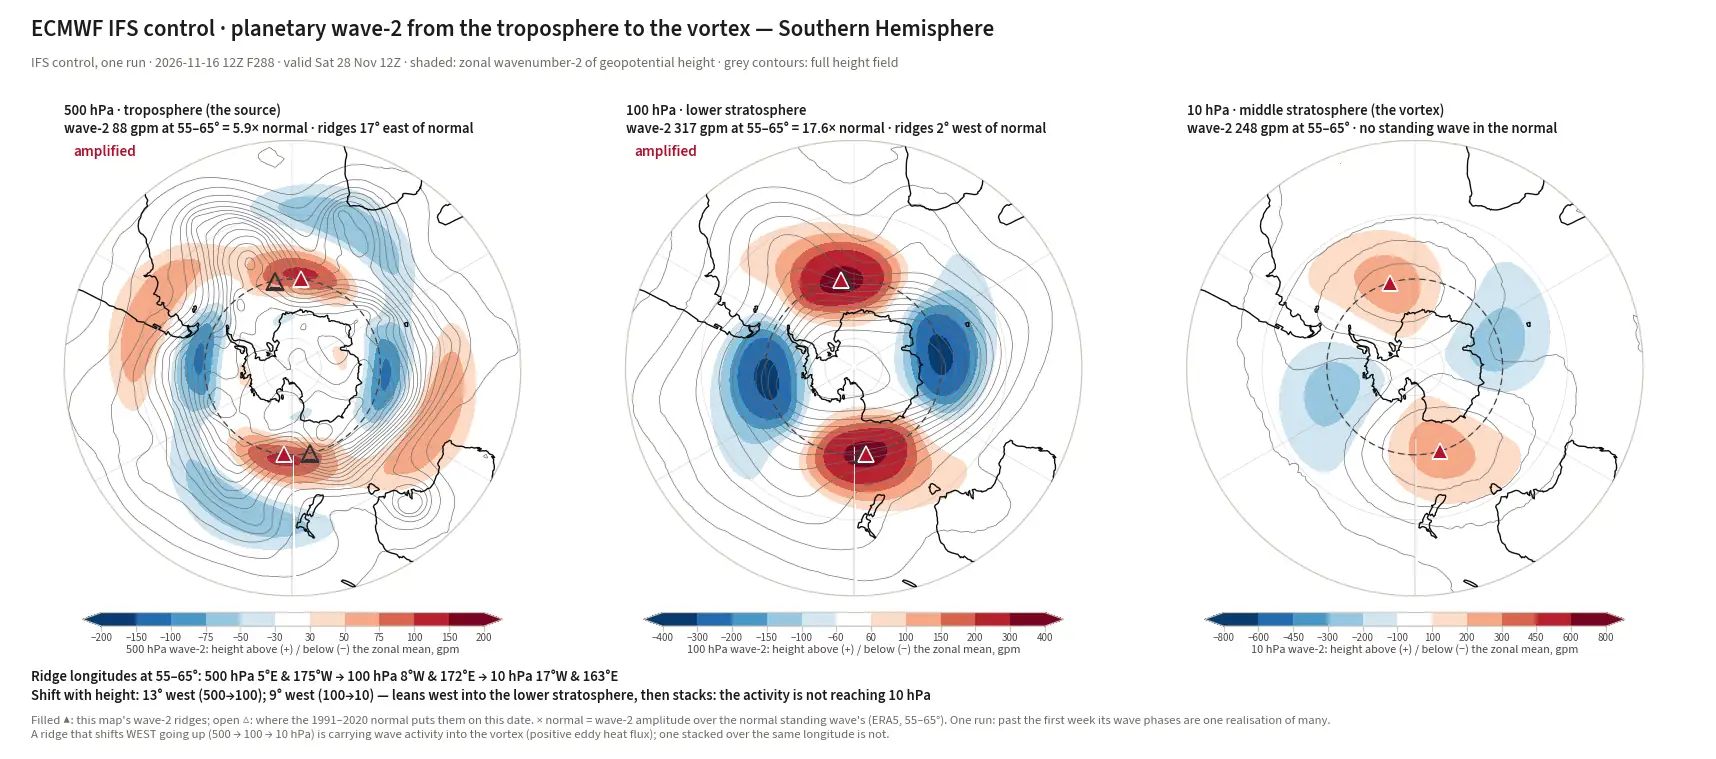 ECMWF IFS control · planetary wave-2 from the troposphere to the vortex — Southern Hemisphere
IFS control, one run · 2026-11-16 12Z F288 · valid Sat 28 Nov 12Z · shaded: zonal wavenumber-2 of geopotential height · grey contours: full height field
500 hPa · troposphere (the source)
wave-2 88 gpm at 55–65° = 5.9× normal · ridges 17° east of normal
amplified
100 hPa · lower stratosphere
wave-2 317 gpm at 55–65° = 17.6× normal · ridges 2° west of normal
amplified
10 hPa · middle stratosphere (the vortex)
wave-2 248 gpm at 55–65° · no standing wave in the normal
−200 −150 −100 −75 −50 −30 30 50 75 100 150 200
500 hPa wave-2: height above (+) / below (−) the zonal mean, gpm
−400 −300 −200 −150 −100 −60 60 100 150 200 300 400
100 hPa wave-2: height above (+) / below (−) the zonal mean, gpm
−800 −600 −450 −300 −200 −100 100 200 300 450 600 800
10 hPa wave-2: height above (+) / below (−) the zonal mean, gpm
Ridge longitudes at 55–65°: 500 hPa 5°E & 175°W → 100 hPa 8°W & 172°E → 10 hPa 17°W & 163°E
Shift with height: 13° west (500→100); 9° west (100→10) — leans west into the lower stratosphere, then stacks: the activity is not reaching 10 hPa
Filled ▲: this map's wave-2 ridges; open △: where the 1991–2020 normal puts them on this date. × normal = wave-2 amplitude over the normal standing wave's (ERA5, 55–65°). One run: past the first week its wave phases are one realisation of many.
A ridge that shifts WEST going up (500 → 100 → 10 hPa) is carrying wave activity into the vortex (positive eddy heat flux); one stacked over the same longitude is not.